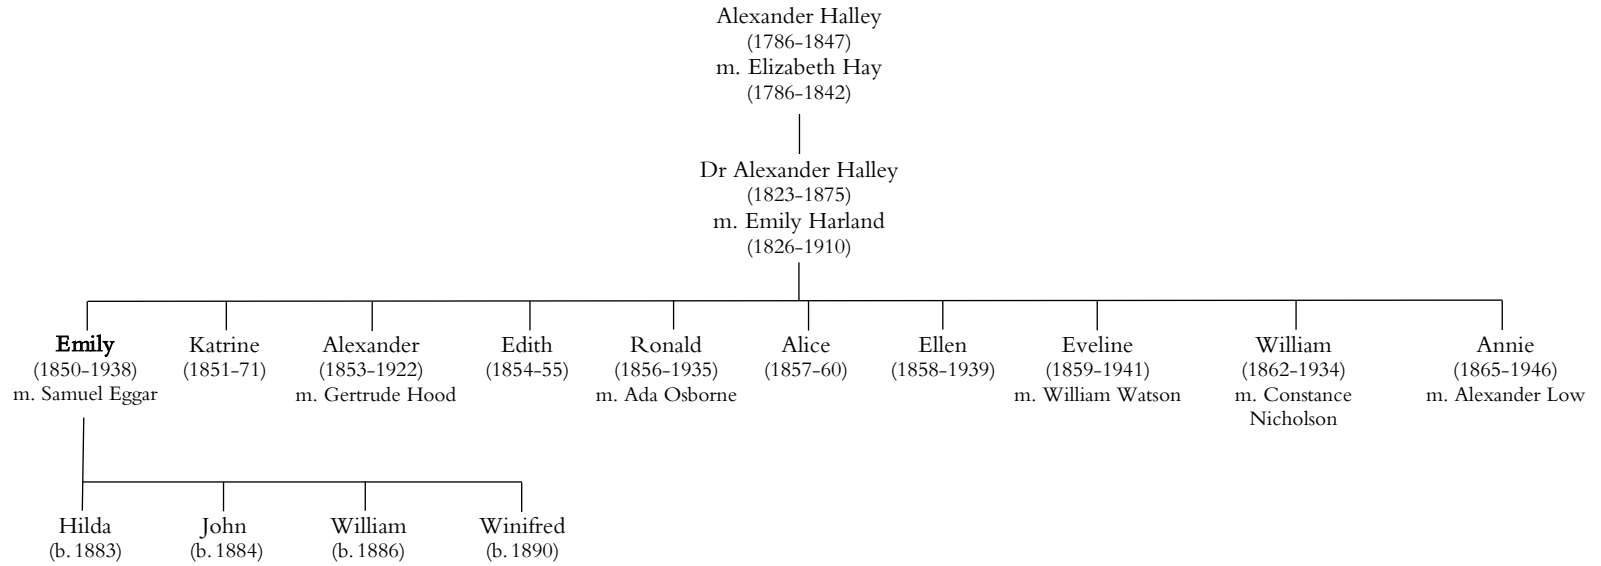 Alexander Halley
(1786-1847)
m. Elizabeth Hay
(1786-1842)
Dr Alexander Halley
(1823-1875)
m. Emily Harland
(1826-1910)
Emily
(1850-1938)
m. Samuel Eggar
Katrine
(1851-71)
Alexander
(1853-1922)
m. Gertrude Hood
Edith
(1854-55)
Ronald
(1856-1935)
m. Ada Osborne
Alice
(1857-60)
Ellen
(1858-1939)
Eveline
(1859-1941)
m. William Watson
William
(1862-1934)
m. Constance
Nicholson
Annie
(1865-1946)
m. Alexander Low
Hilda
(b. 1883)
John
(b. 1884)
William
(b. 1886)
Winifred
(b. 1890)